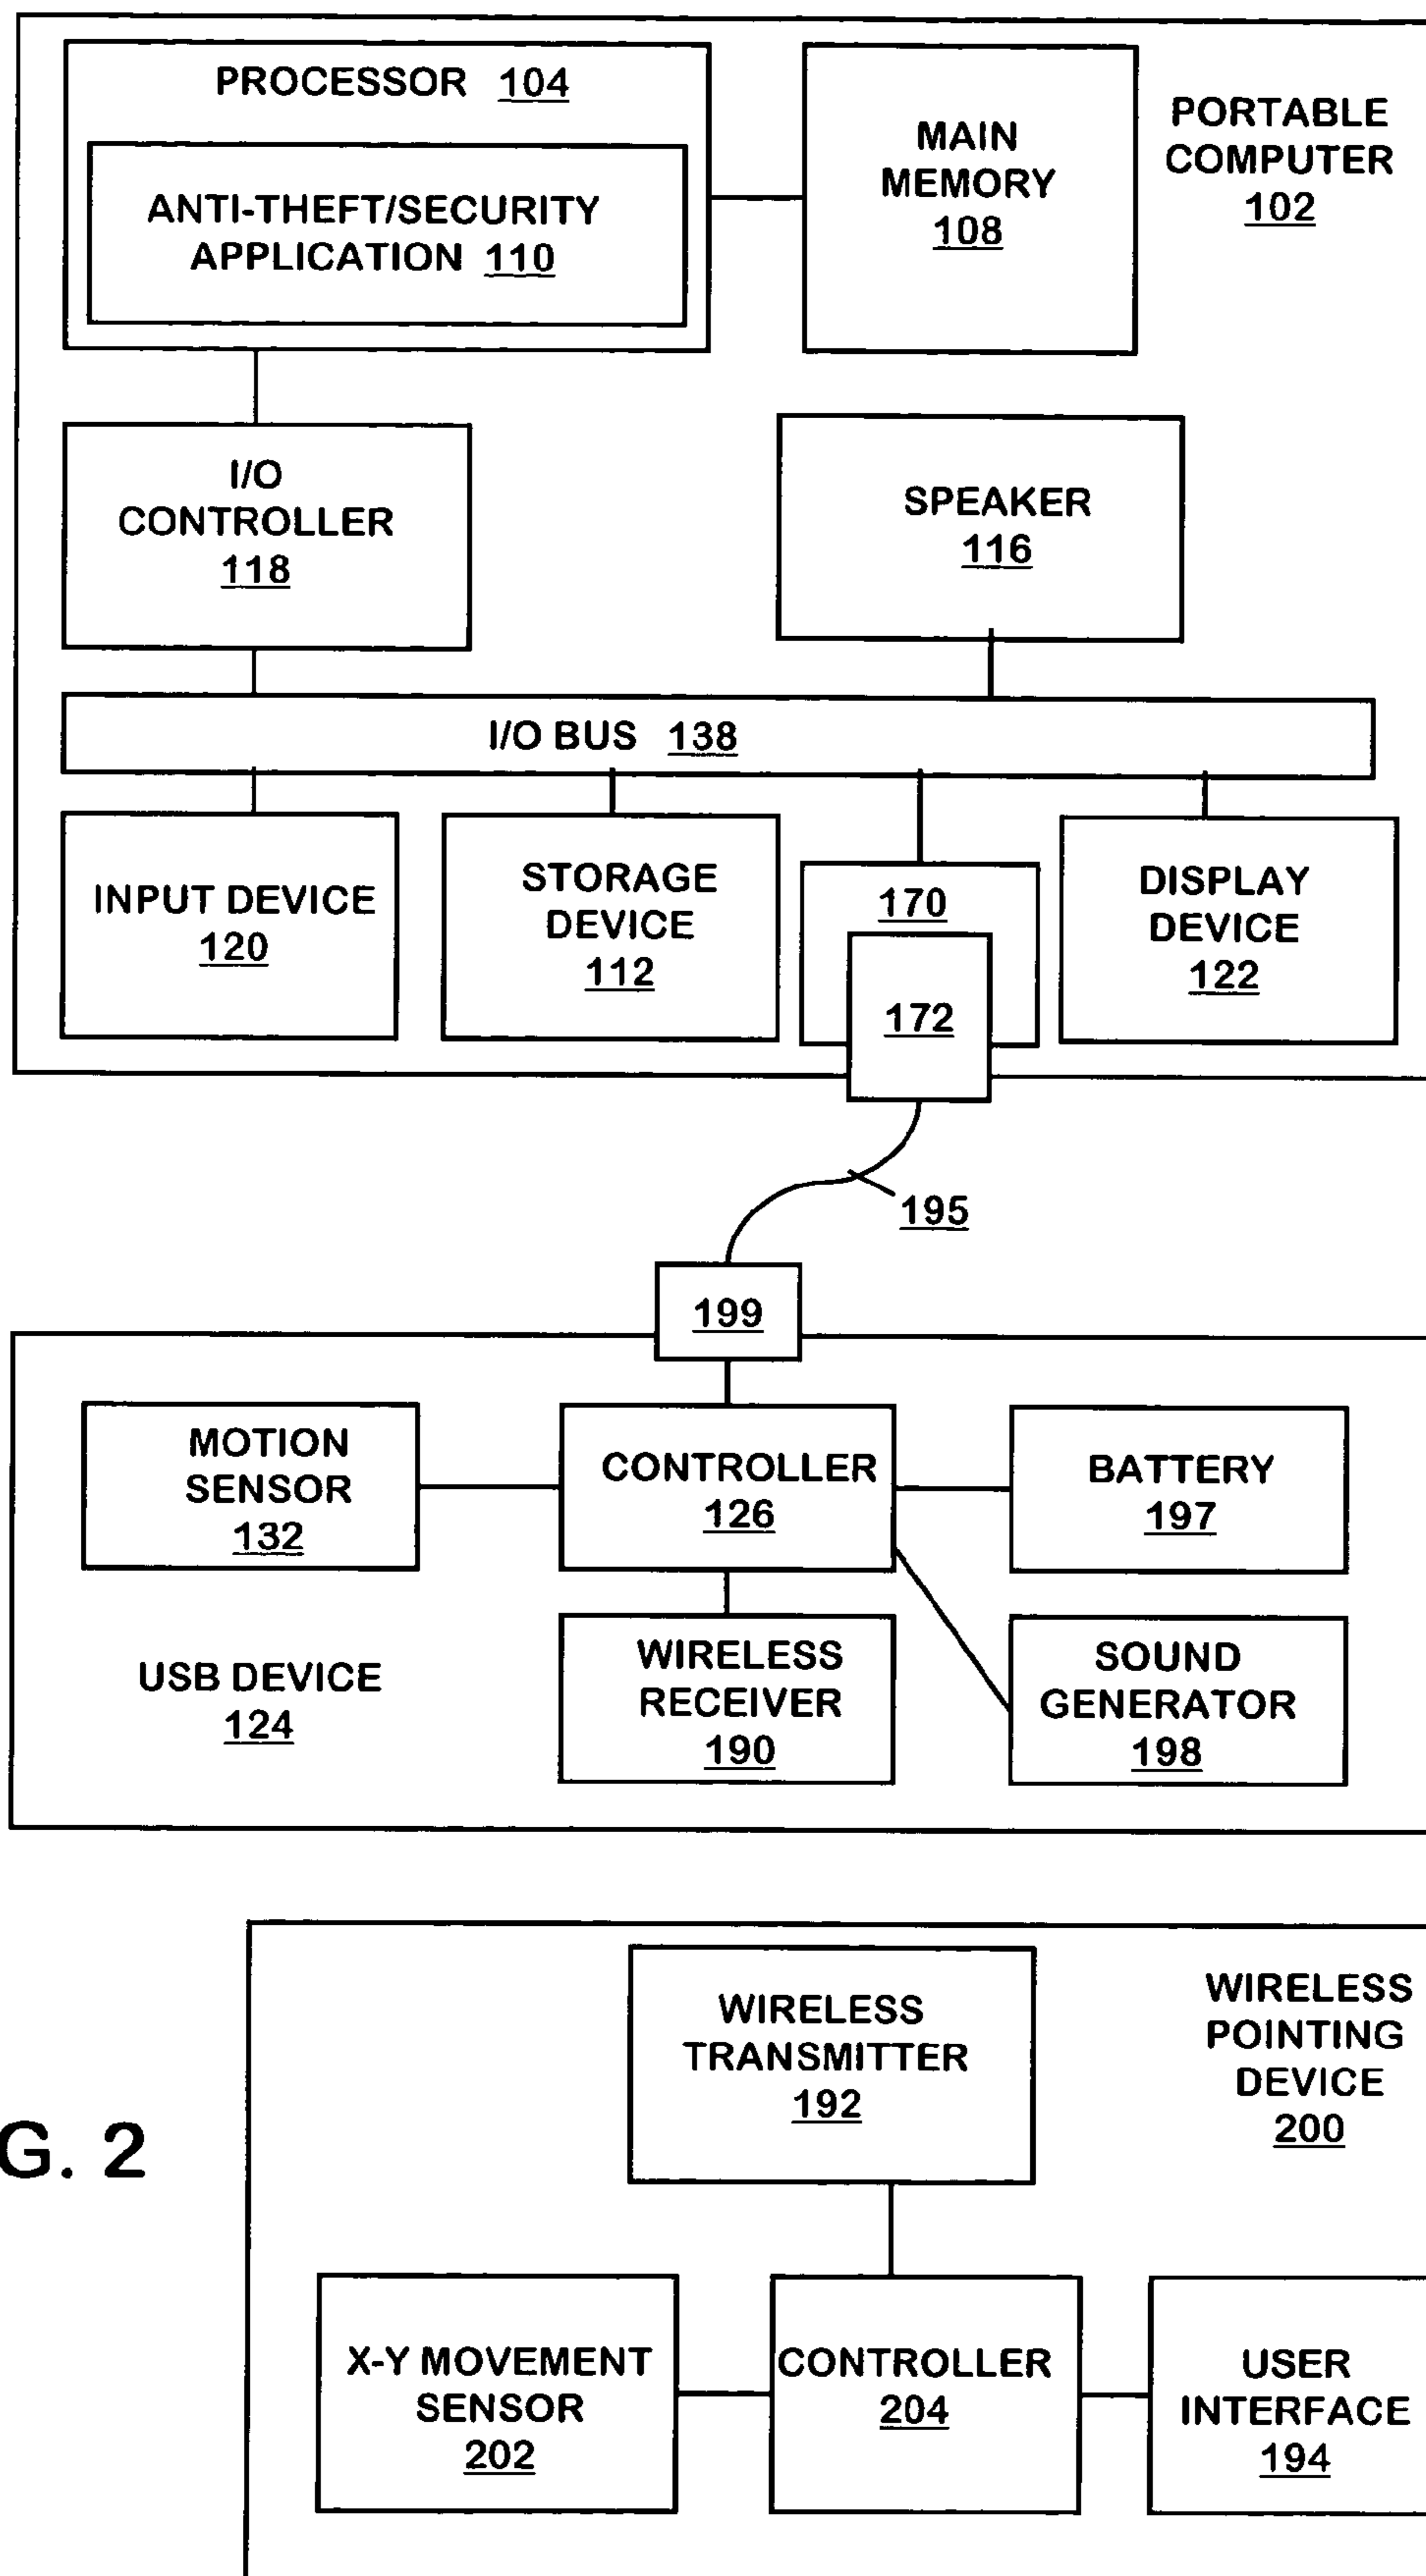 PROCESSOR 104
ANTI-THEFT/SECURITY
APPLICATION 110
MAIN
MEMORY
108
PORTABLE
COMPUTER
102
I/O
CONTROLLER
118
SPEAKER
116
I/O BUS 138
INPUT DEVICE
120
STORAGE
DEVICE
112
170
172
DISPLAY
DEVICE
122
195
199
MOTION
SENSOR
132
CONTROLLER
126
BATTERY
197
USB DEVICE
124
WIRELESS
RECEIVER
190
SOUND
GENERATOR
198
WIRELESS
TRANSMITTER
192
WIRELESS
POINTING
DEVICE
200
G. 2
X-Y MOVEMENT
SENSOR
202
CONTROLLER
204
USER
INTERFACE
194